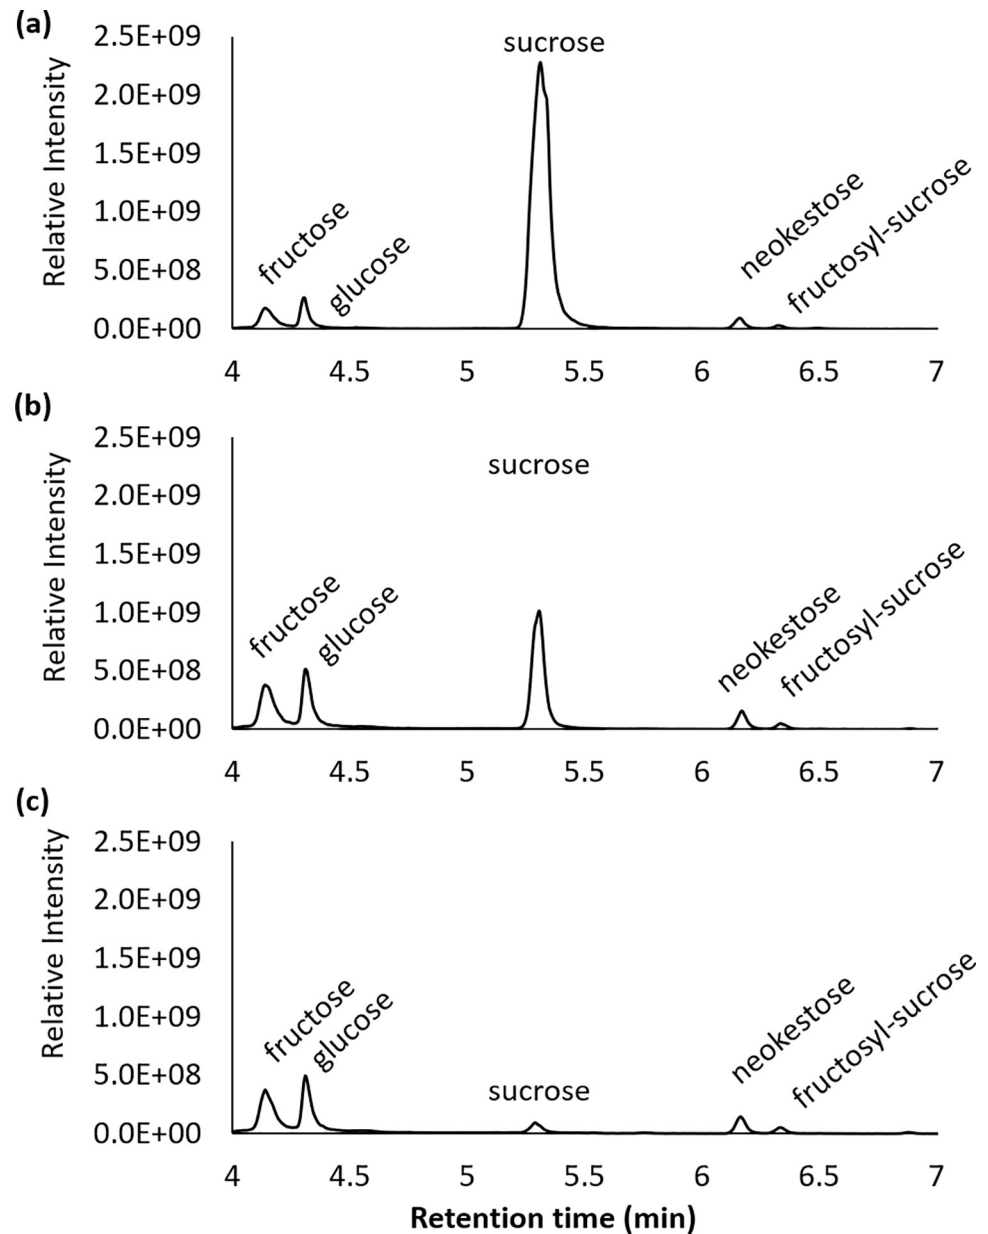 (a)
Relative Intensity
2.5E+09
2.0E+09
1.5E+09
1.0E+09
5.0E+08
0.0E+00
fructose
glucose
sucrose
neokestose
fructosyl-sucrose
4 4.5 5 5.5 6 6.5 7
(b)
Relative Intensity
2.5E+09
2.0E+09
1.5E+09
1.0E+09
5.0E+08
0.0E+00
fructose
glucose
sucrose
neokestose
fructosyl-sucrose
4 4.5 5 5.5 6 6.5 7
(c)
Relative Intensity
2.5E+09
2.0E+09
1.5E+09
1.0E+09
5.0E+08
0.0E+00
fructose
glucose
sucrose
neokestose
fructosyl-sucrose
4 4.5 5 5.5 6 6.5 7
Retention time (min)